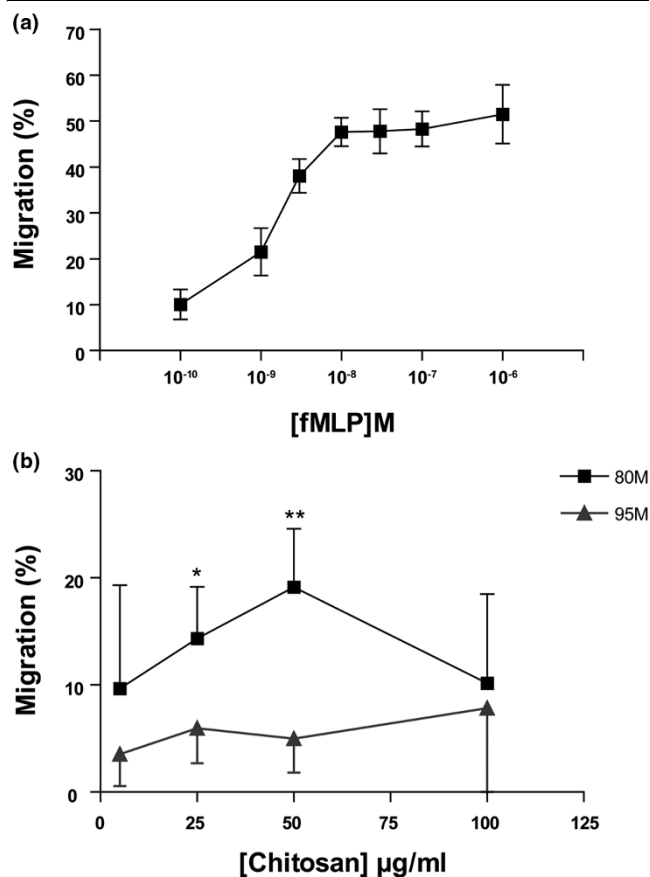 (a)
70
60
50
40
30
20
10
0
Migration (%)
10⁻¹⁰ 10⁻⁹ 10⁻⁸ 10⁻⁷ 10⁻⁶
[fMLP]M
(b)
80M
95M
30
20
10
0
Migration (%)
*
**
0 25 50 75 100 125
[Chitosan] µg/ml